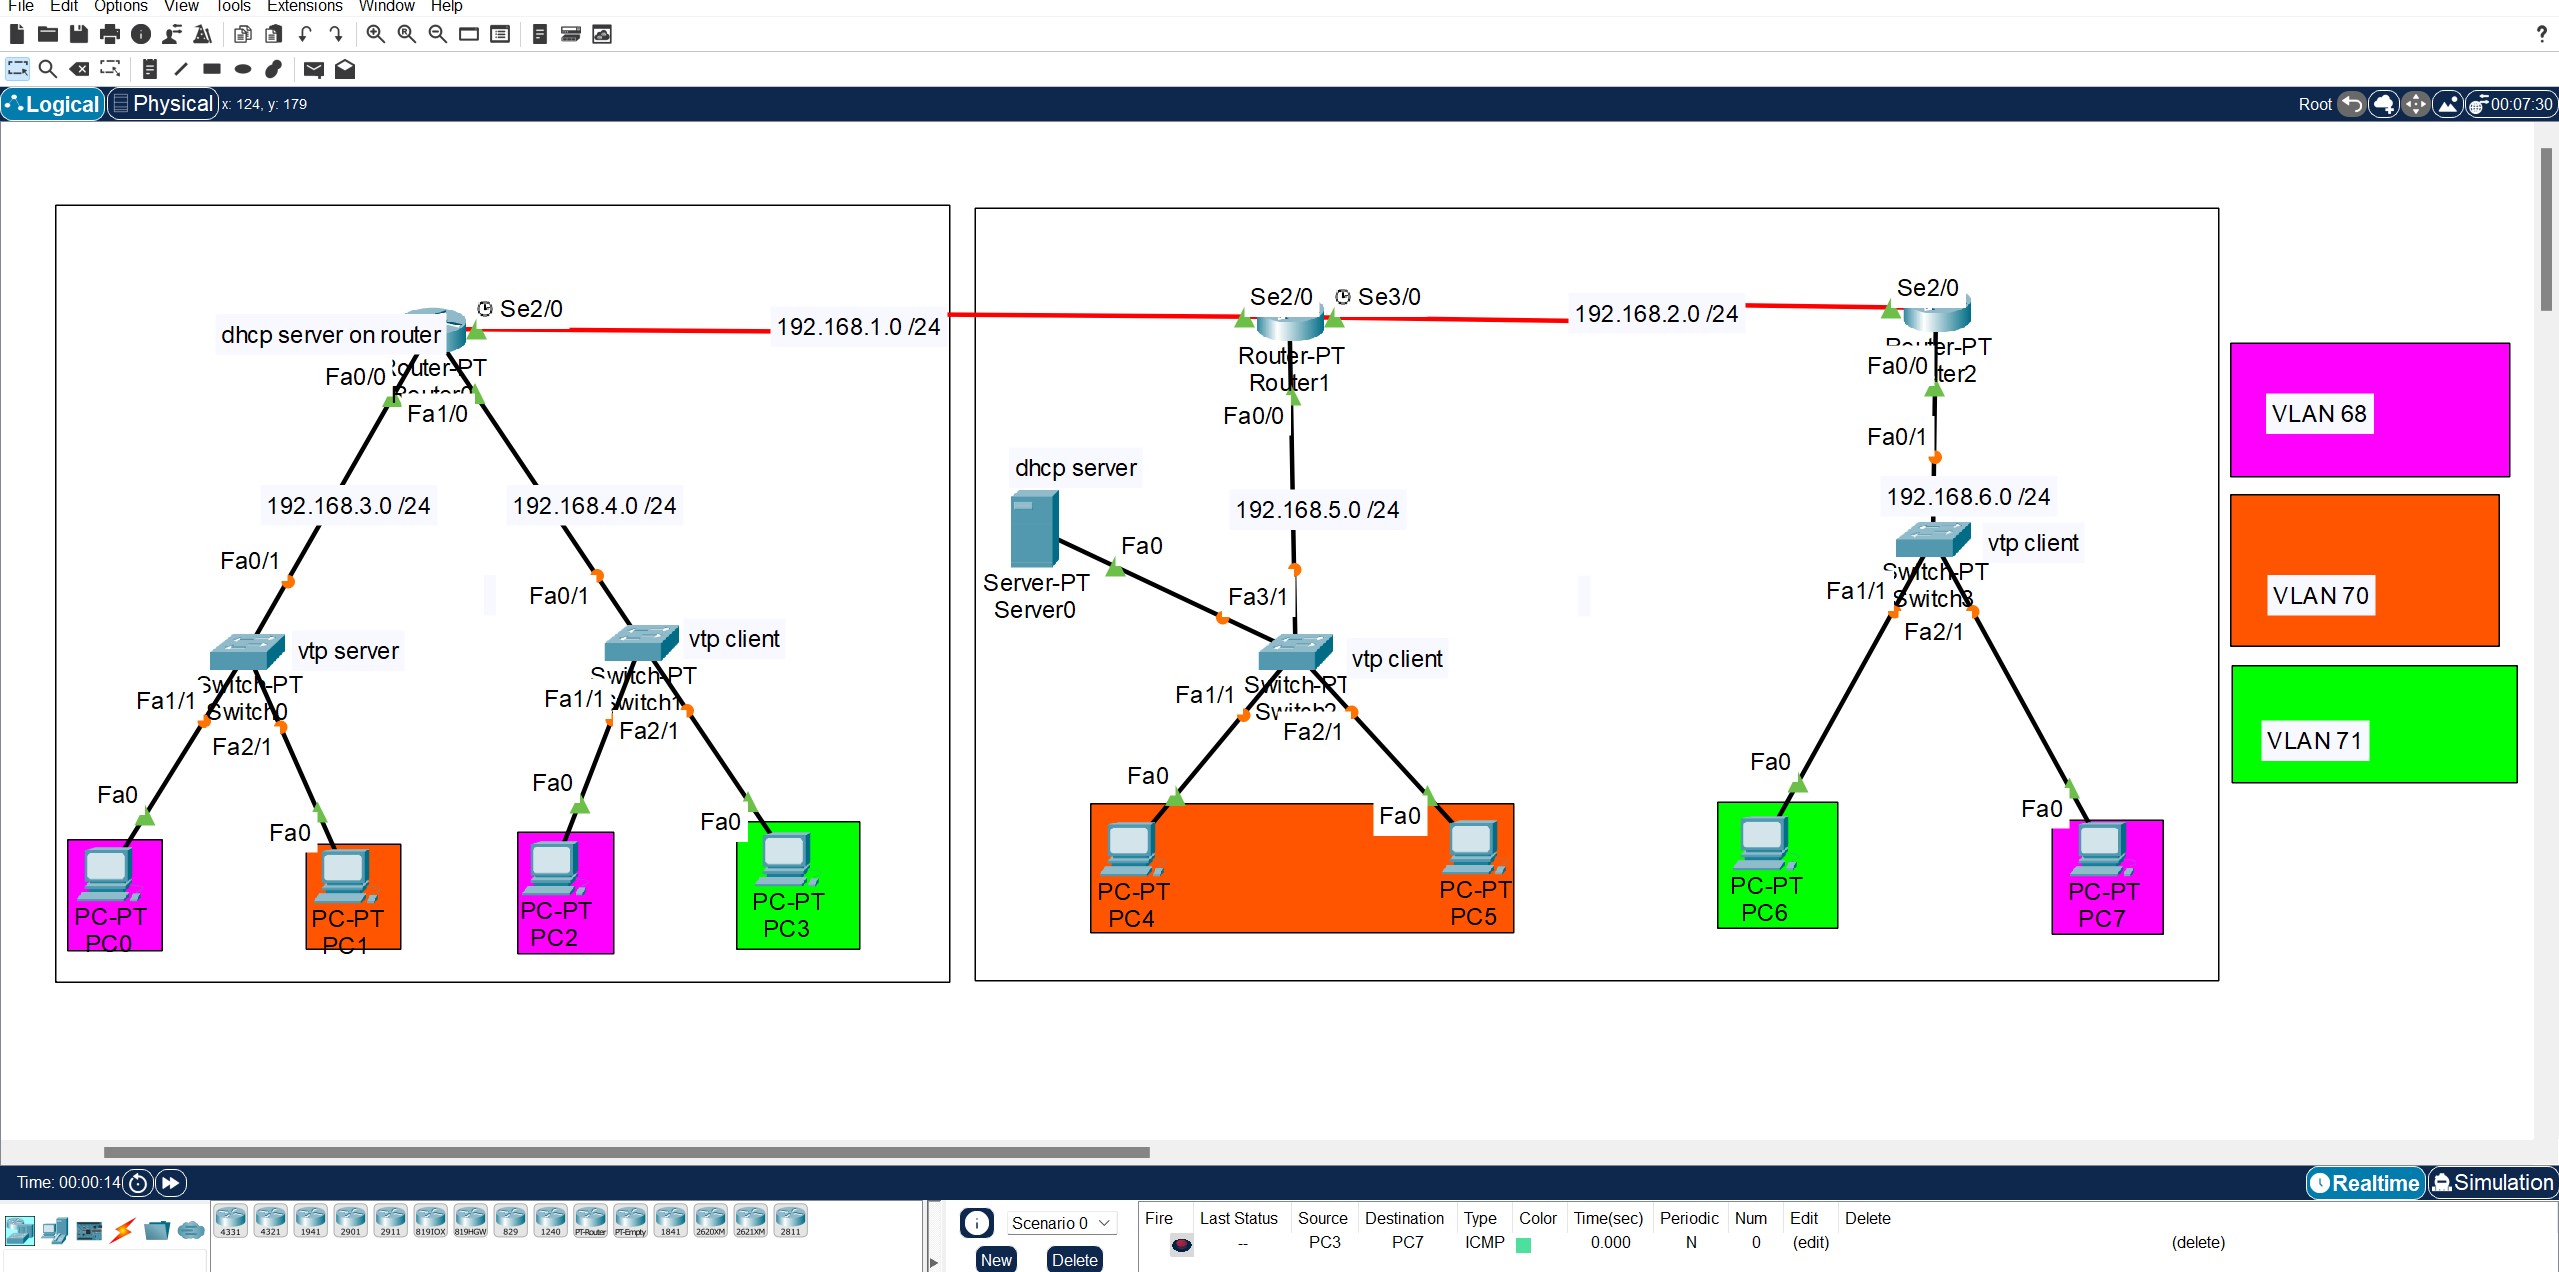 File Edit Options View Tools Extensions Window Help
?
Logical Physical x: 124, y: 179 Root 00:07:30
Se2/0
dhcp server on router
192.168.1.0 /24
Router-PT
Fa0/0
Fa1/0
Se2/0 Se3/0
192.168.2.0 /24
Router-PT
Router1
Fa0/0
Se2/0
Fa0/0
Fa0/1
VLAN 68
192.168.3.0 /24 192.168.4.0 /24
dhcp server
192.168.5.0 /24
192.168.6.0 /24
Fa0/1
Fa0/1
Fa0
Server-PT
Server0
Fa3/1
vtp client
Switch-PT
Switch3
Fa1/1
Fa2/1
VLAN 70
vtp server
Switch-PT
Switch0
Fa1/1
Fa2/1
vtp client
Switch-PT
Switch1
Fa1/1
Fa2/1
vtp client
Switch-PT
Switch2
Fa1/1
Fa2/1
VLAN 71
Fa0
Fa0
Fa0
Fa0
Fa0
Fa0
Fa0
Fa0
PC-PT
PC0
PC-PT
PC1
PC-PT
PC2
PC-PT
PC3
PC-PT
PC4
PC-PT
PC5
PC-PT
PC6
PC-PT
PC7
Time: 00:00:14 Realtime Simulation
4331 4321 1941 2901 2911 819IOX 819HGW 829 1240 PT-Router PT-Empty 1841 2620XM 2621XM 2811
Scenario 0
New Delete
Fire Last Status Source Destination Type Color Time(sec) Periodic Num Edit Delete
-- PC3 PC7 ICMP 0.000 N 0 (edit) (delete)